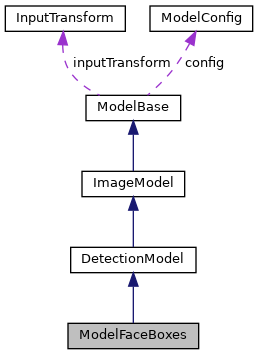 InputTransform
ModelConfig
inputTransform
config
ModelBase
ImageModel
DetectionModel
ModelFaceBoxes